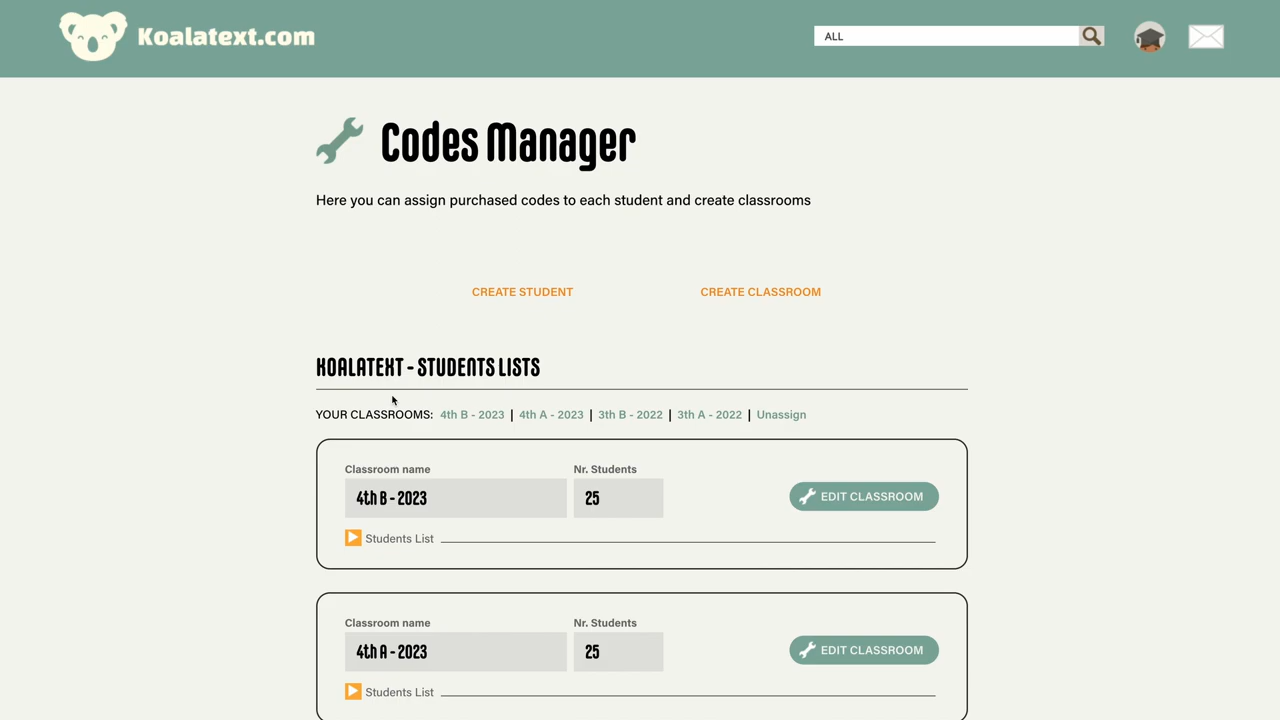 Koalatext.com
ALL
Codes Manager
Here you can assign purchased codes to each student and create classrooms
CREATE STUDENT CREATE CLASSROOM
KOALATEXT - STUDENTS LISTS
YOUR CLASSROOMS: 4th B - 2023 | 4th A - 2023 | 3th B - 2022 | 3th A - 2022 | Unassign
Classroom name Nr. Students
4th B - 2023 25 EDIT CLASSROOM
Students List
Classroom name Nr. Students
4th A - 2023 25 EDIT CLASSROOM
Students List